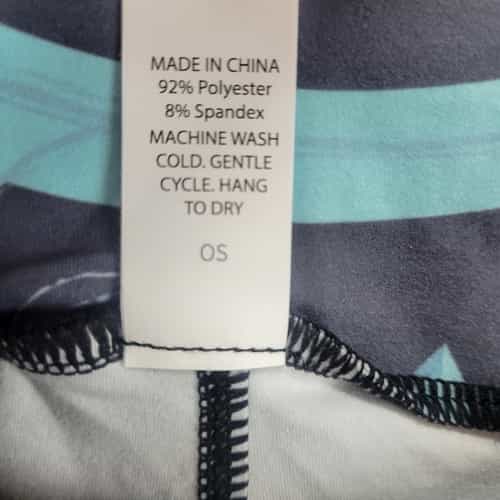 MADE IN CHINA
92% Polyester
8% Spandex
MACHINE WASH
COLD. GENTLE
CYCLE. HANG
TO DRY
OS